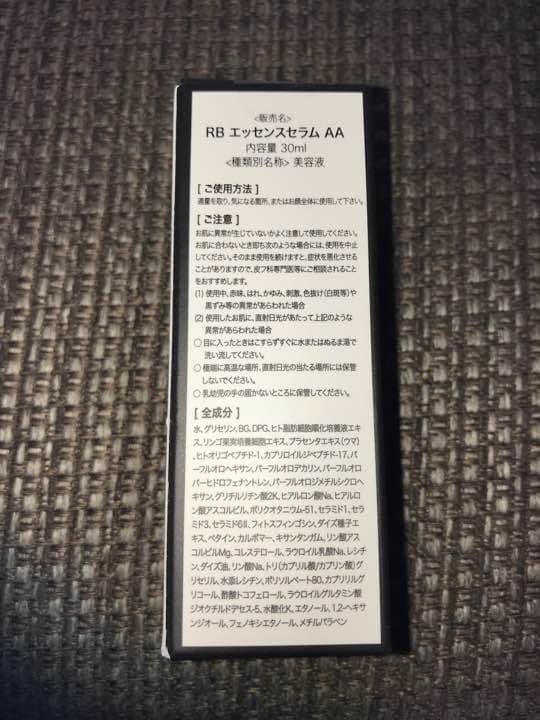 <販売名>
RB エッセンスセラム AA
内容量 30ml
<種類別名称> 美容液
[ ご使用方法 ]
適量を取り、気になる箇所、またはお顔全体に使用して下さい。
[ ご注意 ]
お肌に異常が生じていないかよく注意して使用してください。
お肌に合わないとき即ち次のような場合には、使用を中止
してください。そのまま使用を続けますと、症状を悪化させる
ことがありますので、皮フ科専門医等にご相談されること
をおすすめします。
(1) 使用中、赤味、はれ、かゆみ、刺激、色抜け(白斑等)や
黒ずみ等の異常があらわれた場合
(2) 使用したお肌に、直射日光があたって上記のような
異常があらわれた場合
○ 目に入ったときはこすらずすぐに水またはぬるま湯で
洗い流してください。
○ 極端に高温な場所、直射日光の当たる場所には保管
しないでください。
○ 乳幼児の手の届かないところに保管してください。
[ 全成分 ]
水、グリセリン、BG、DPG、ヒト脂肪細胞順化培養液エキ
ス、リンゴ果実培養細胞エキス、プラセンタエキス(ウマ)
、ヒトオリゴペプチド-1、カプロイルジペプチド-17、パ
ーフルオロヘキサン、パーフルオロデカリン、パーフルオロ
パーヒドロフェナントレン、パーフルオロジメチルシクロヘ
キサン、グリチルリチン酸2K、ヒアルロン酸Na、ヒアルロ
ン酸アスコルビル、ポリクオタニウム-51、セラミド1、セラ
ミド3、セラミド6Ⅱ、フィトスフィンゴシン、ダイズ種子エ
キス、ベタイン、カルボマー、キサンタンガム、リン酸アス
コルビルMg、コレステロール、ラウロイル乳酸Na、レシチ
ン、ダイズ油、リン酸Na、トリ(カプリル酸/カプリン酸)グ
リセリル、水添レシチン、ポリソルベート80、カプリリルグ
リコール、酢酸トコフェロール、ラウロイルグルタミン酸
ジオクチルドデセス-5、水酸化K、エタノール、1,2-ヘキサ
ンジオール、フェノキシエタノール、メチルパラベン